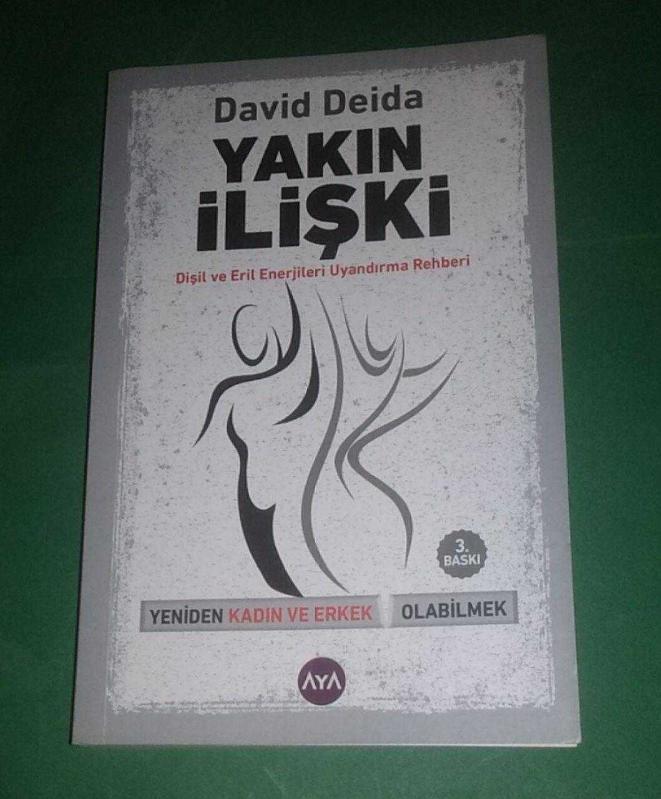 David Deida
YAKIN
İLİŞKİ
Dişil ve Eril Enerjileri Uyandırma Rehberi
3.
BASKI
YENİDEN KADIN VE ERKEK OLABİLMEK
AYA